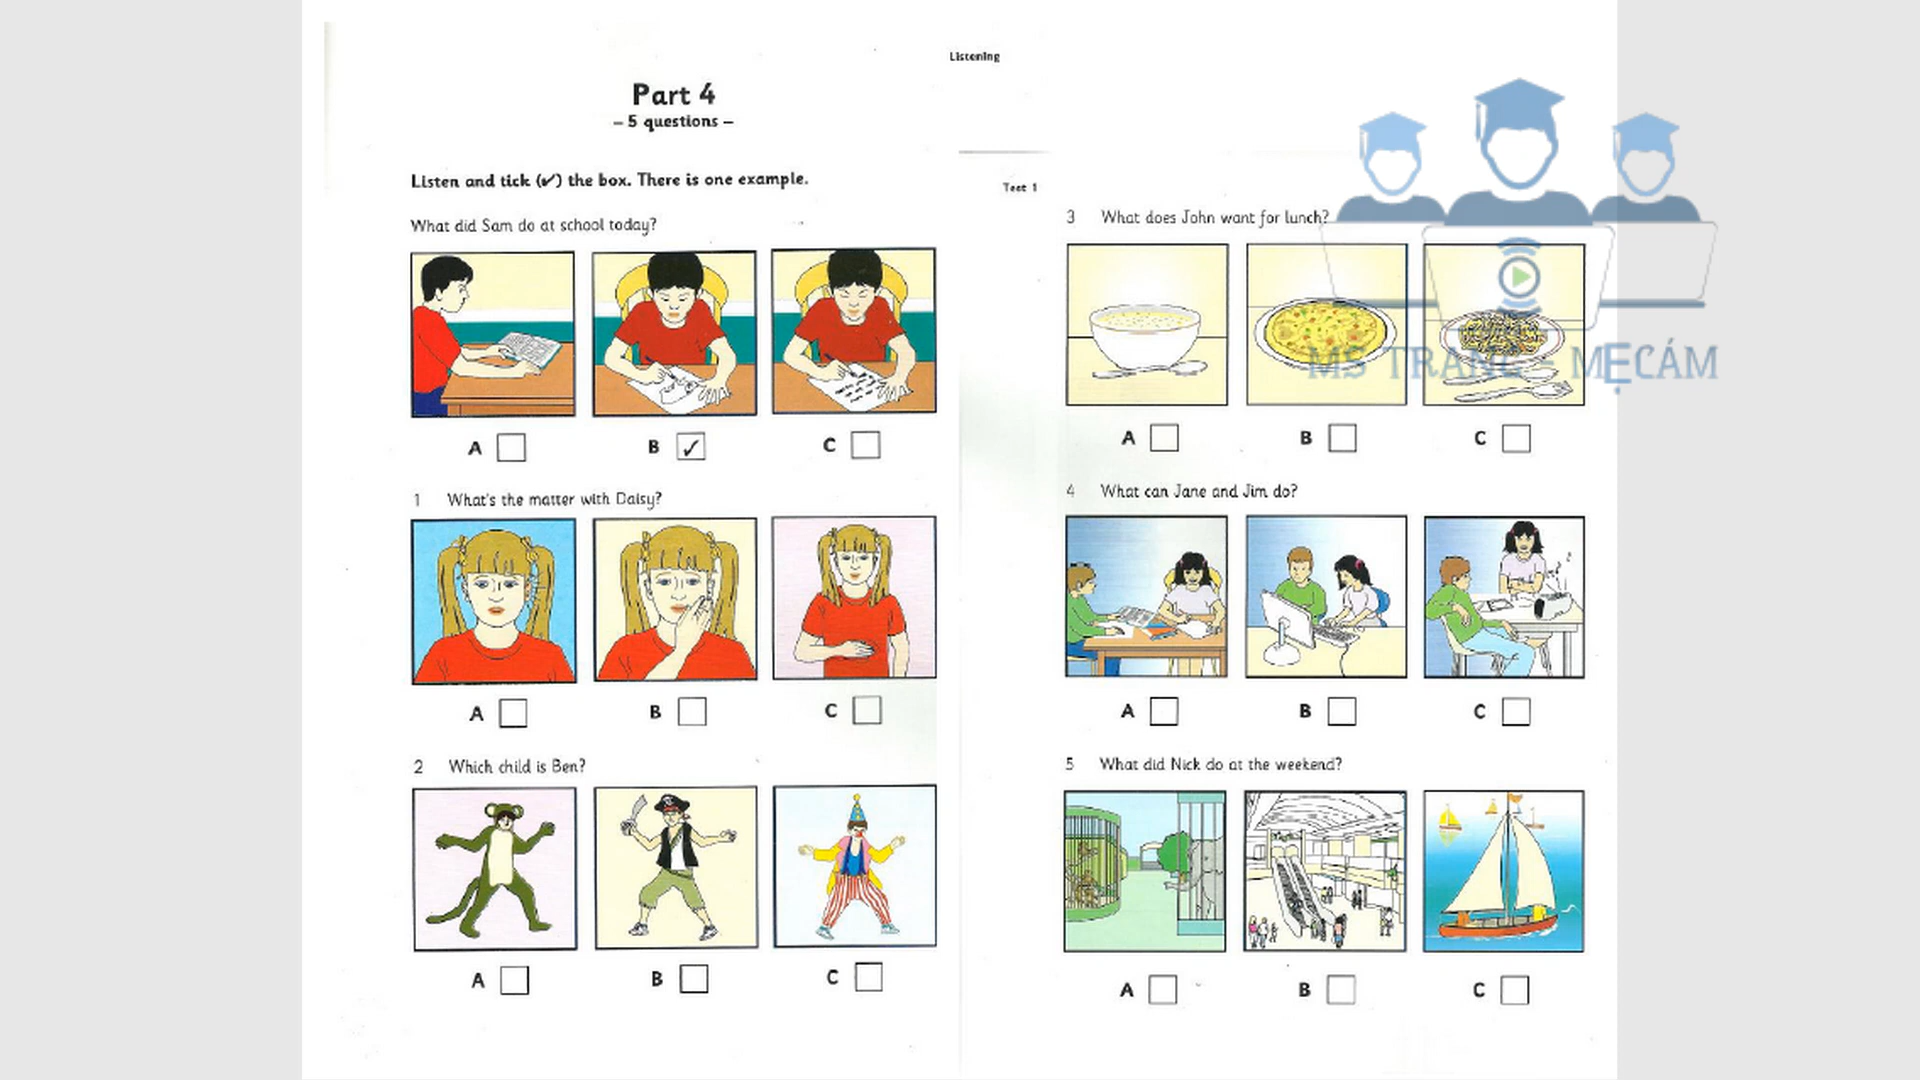 Listening
Part 4
– 5 questions –
Listen and tick (✔) the box. There is one example.
What did Sam do at school today?
A B ✓ C
1 What's the matter with Daisy?
A B C
2 Which child is Ben?
A B C
Test 1
3 What does John want for lunch?
A B C
4 What can Jane and Jim do?
A B C
5 What did Nick do at the weekend?
A B C
MS TRANG MẸCÁM